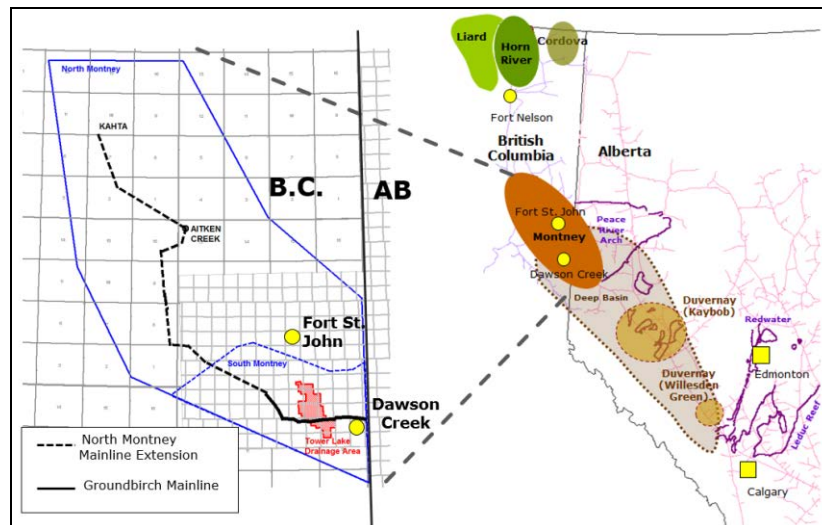 North Montney
KAHTA
B.C.
AB
AITKEN
CREEK
Fort St.
John
South Montney
Dawson
Creek
Tower Lake
Drainage Area
North Montney
Mainline Extension
Groundbirch Mainline
Liard
Horn
River
Cordova
Fort Nelson
British
Columbia
Alberta
Fort St. John
Montney
Dawson Creek
Peace
River
Arch
Deep Basin
Duvernay
(Kaybob)
Redwater
Edmonton
Duvernay
(Willesden
Green)
Leduc Reef
Calgary